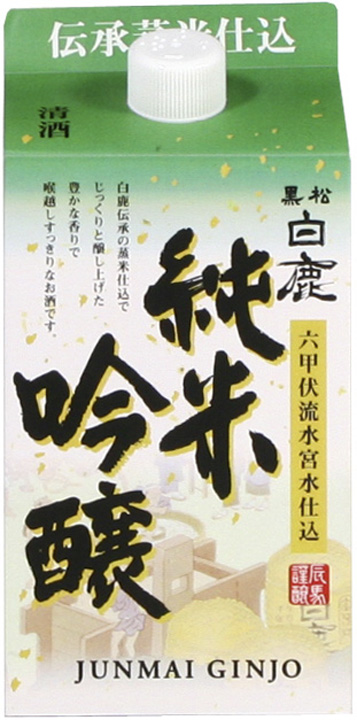 伝承蒸米仕込
清酒
黒松
白鹿
白鹿伝承の蒸米仕込で
じっくりと醸し上げた
豊かな香りで
喉越しすっきりなお酒です。
純米
吟醸
六甲伏流水宮水仕込
辰馬
謹醸
JUNMAI GINJO